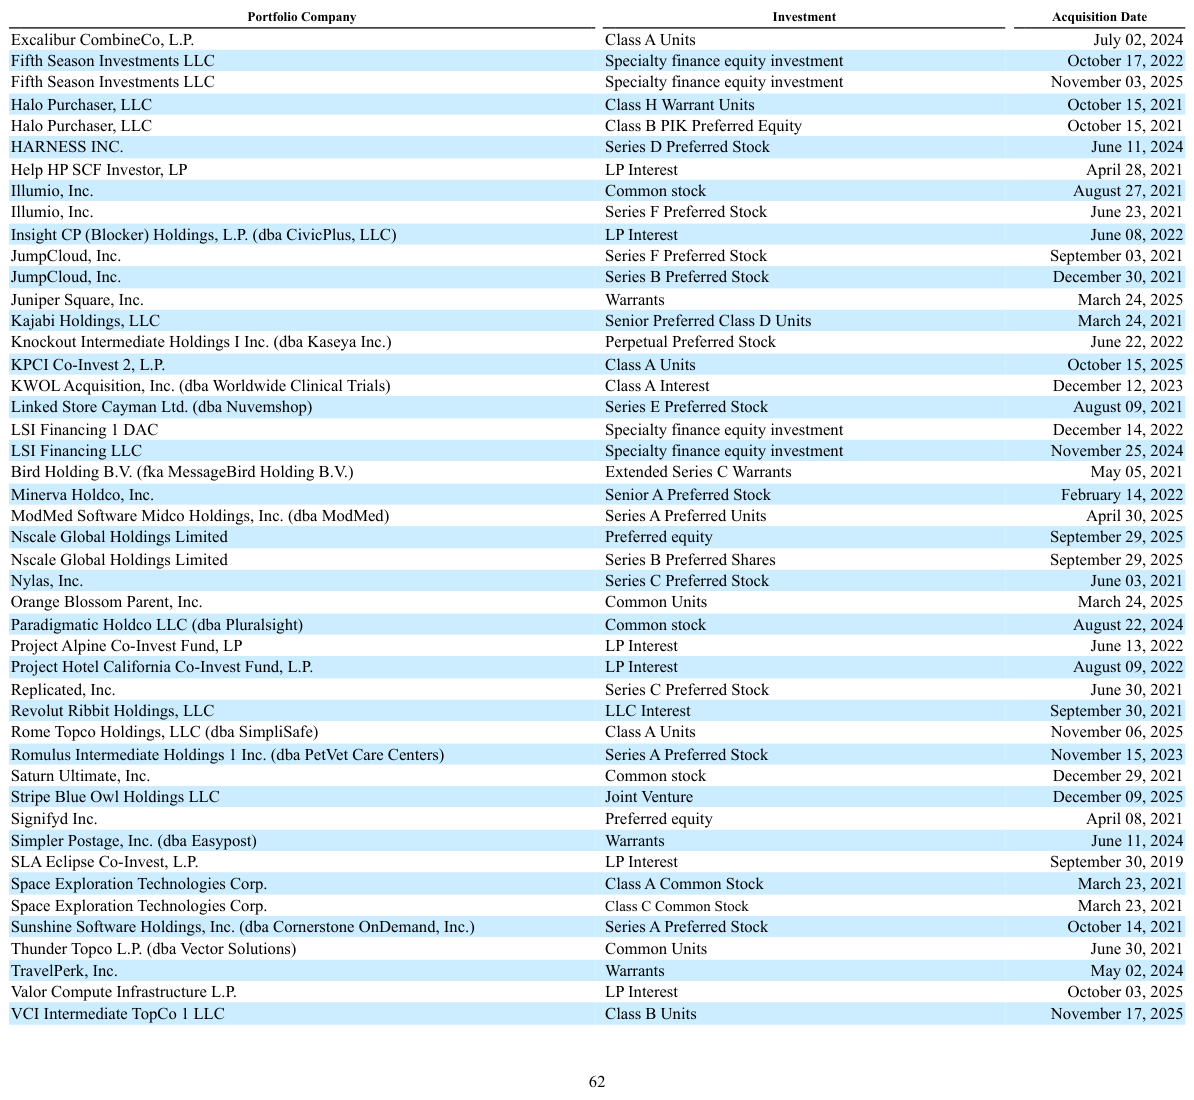 Portfolio Company Investment Acquisition Date
Excalibur CombineCo, L.P. Class A Units July 02, 2024
Fifth Season Investments LLC Specialty finance equity investment October 17, 2022
Fifth Season Investments LLC Specialty finance equity investment November 03, 2025
Halo Purchaser, LLC Class H Warrant Units October 15, 2021
Halo Purchaser, LLC Class B PIK Preferred Equity October 15, 2021
HARNESS INC. Series D Preferred Stock June 11, 2024
Help HP SCF Investor, LP LP Interest April 28, 2021
Illumio, Inc. Common stock August 27, 2021
Illumio, Inc. Series F Preferred Stock June 23, 2021
Insight CP (Blocker) Holdings, L.P. (dba CivicPlus, LLC) LP Interest June 08, 2022
JumpCloud, Inc. Series F Preferred Stock September 03, 2021
JumpCloud, Inc. Series B Preferred Stock December 30, 2021
Juniper Square, Inc. Warrants March 24, 2025
Kajabi Holdings, LLC Senior Preferred Class D Units March 24, 2021
Knockout Intermediate Holdings I Inc. (dba Kaseya Inc.) Perpetual Preferred Stock June 22, 2022
KPCI Co-Invest 2, L.P. Class A Units October 15, 2025
KWOL Acquisition, Inc. (dba Worldwide Clinical Trials) Class A Interest December 12, 2023
Linked Store Cayman Ltd. (dba Nuvemshop) Series E Preferred Stock August 09, 2021
LSI Financing 1 DAC Specialty finance equity investment December 14, 2022
LSI Financing LLC Specialty finance equity investment November 25, 2024
Bird Holding B.V. (fka MessageBird Holding B.V.) Extended Series C Warrants May 05, 2021
Minerva Holdco, Inc. Senior A Preferred Stock February 14, 2022
ModMed Software Midco Holdings, Inc. (dba ModMed) Series A Preferred Units April 30, 2025
Nscale Global Holdings Limited Preferred equity September 29, 2025
Nscale Global Holdings Limited Series B Preferred Shares September 29, 2025
Nylas, Inc. Series C Preferred Stock June 03, 2021
Orange Blossom Parent, Inc. Common Units March 24, 2025
Paradigmatic Holdco LLC (dba Pluralsight) Common stock August 22, 2024
Project Alpine Co-Invest Fund, LP LP Interest June 13, 2022
Project Hotel California Co-Invest Fund, L.P. LP Interest August 09, 2022
Replicated, Inc. Series C Preferred Stock June 30, 2021
Revolut Ribbit Holdings, LLC LLC Interest September 30, 2021
Rome Topco Holdings, LLC (dba SimpliSafe) Class A Units November 06, 2025
Romulus Intermediate Holdings 1 Inc. (dba PetVet Care Centers) Series A Preferred Stock November 15, 2023
Saturn Ultimate, Inc. Common stock December 29, 2021
Stripe Blue Owl Holdings LLC Joint Venture December 09, 2025
Signifyd Inc. Preferred equity April 08, 2021
Simpler Postage, Inc. (dba Easypost) Warrants June 11, 2024
SLA Eclipse Co-Invest, L.P. LP Interest September 30, 2019
Space Exploration Technologies Corp. Class A Common Stock March 23, 2021
Space Exploration Technologies Corp. Class C Common Stock March 23, 2021
Sunshine Software Holdings, Inc. (dba Cornerstone OnDemand, Inc.) Series A Preferred Stock October 14, 2021
Thunder Topco L.P. (dba Vector Solutions) Common Units June 30, 2021
TravelPerk, Inc. Warrants May 02, 2024
Valor Compute Infrastructure L.P. LP Interest October 03, 2025
VCI Intermediate TopCo 1 LLC Class B Units November 17, 2025
62